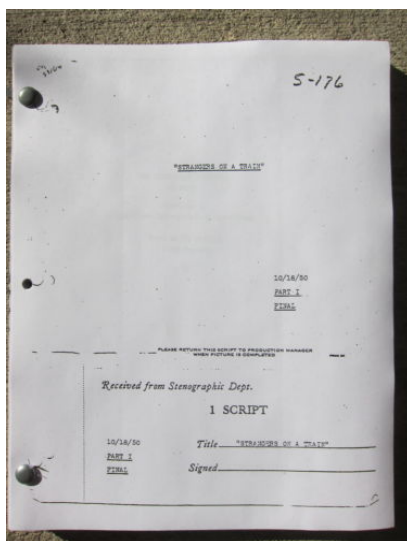 S-176
"STRANGERS ON A TRAIN"
10/18/50
PART I
FINAL
PLEASE RETURN THIS SCRIPT TO PRODUCTION MANAGER
WHEN PICTURE IS COMPLETED
Received from Stenographic Dept.
1 SCRIPT
10/18/50 Title "STRANGERS ON A TRAIN"
PART I
FINAL Signed